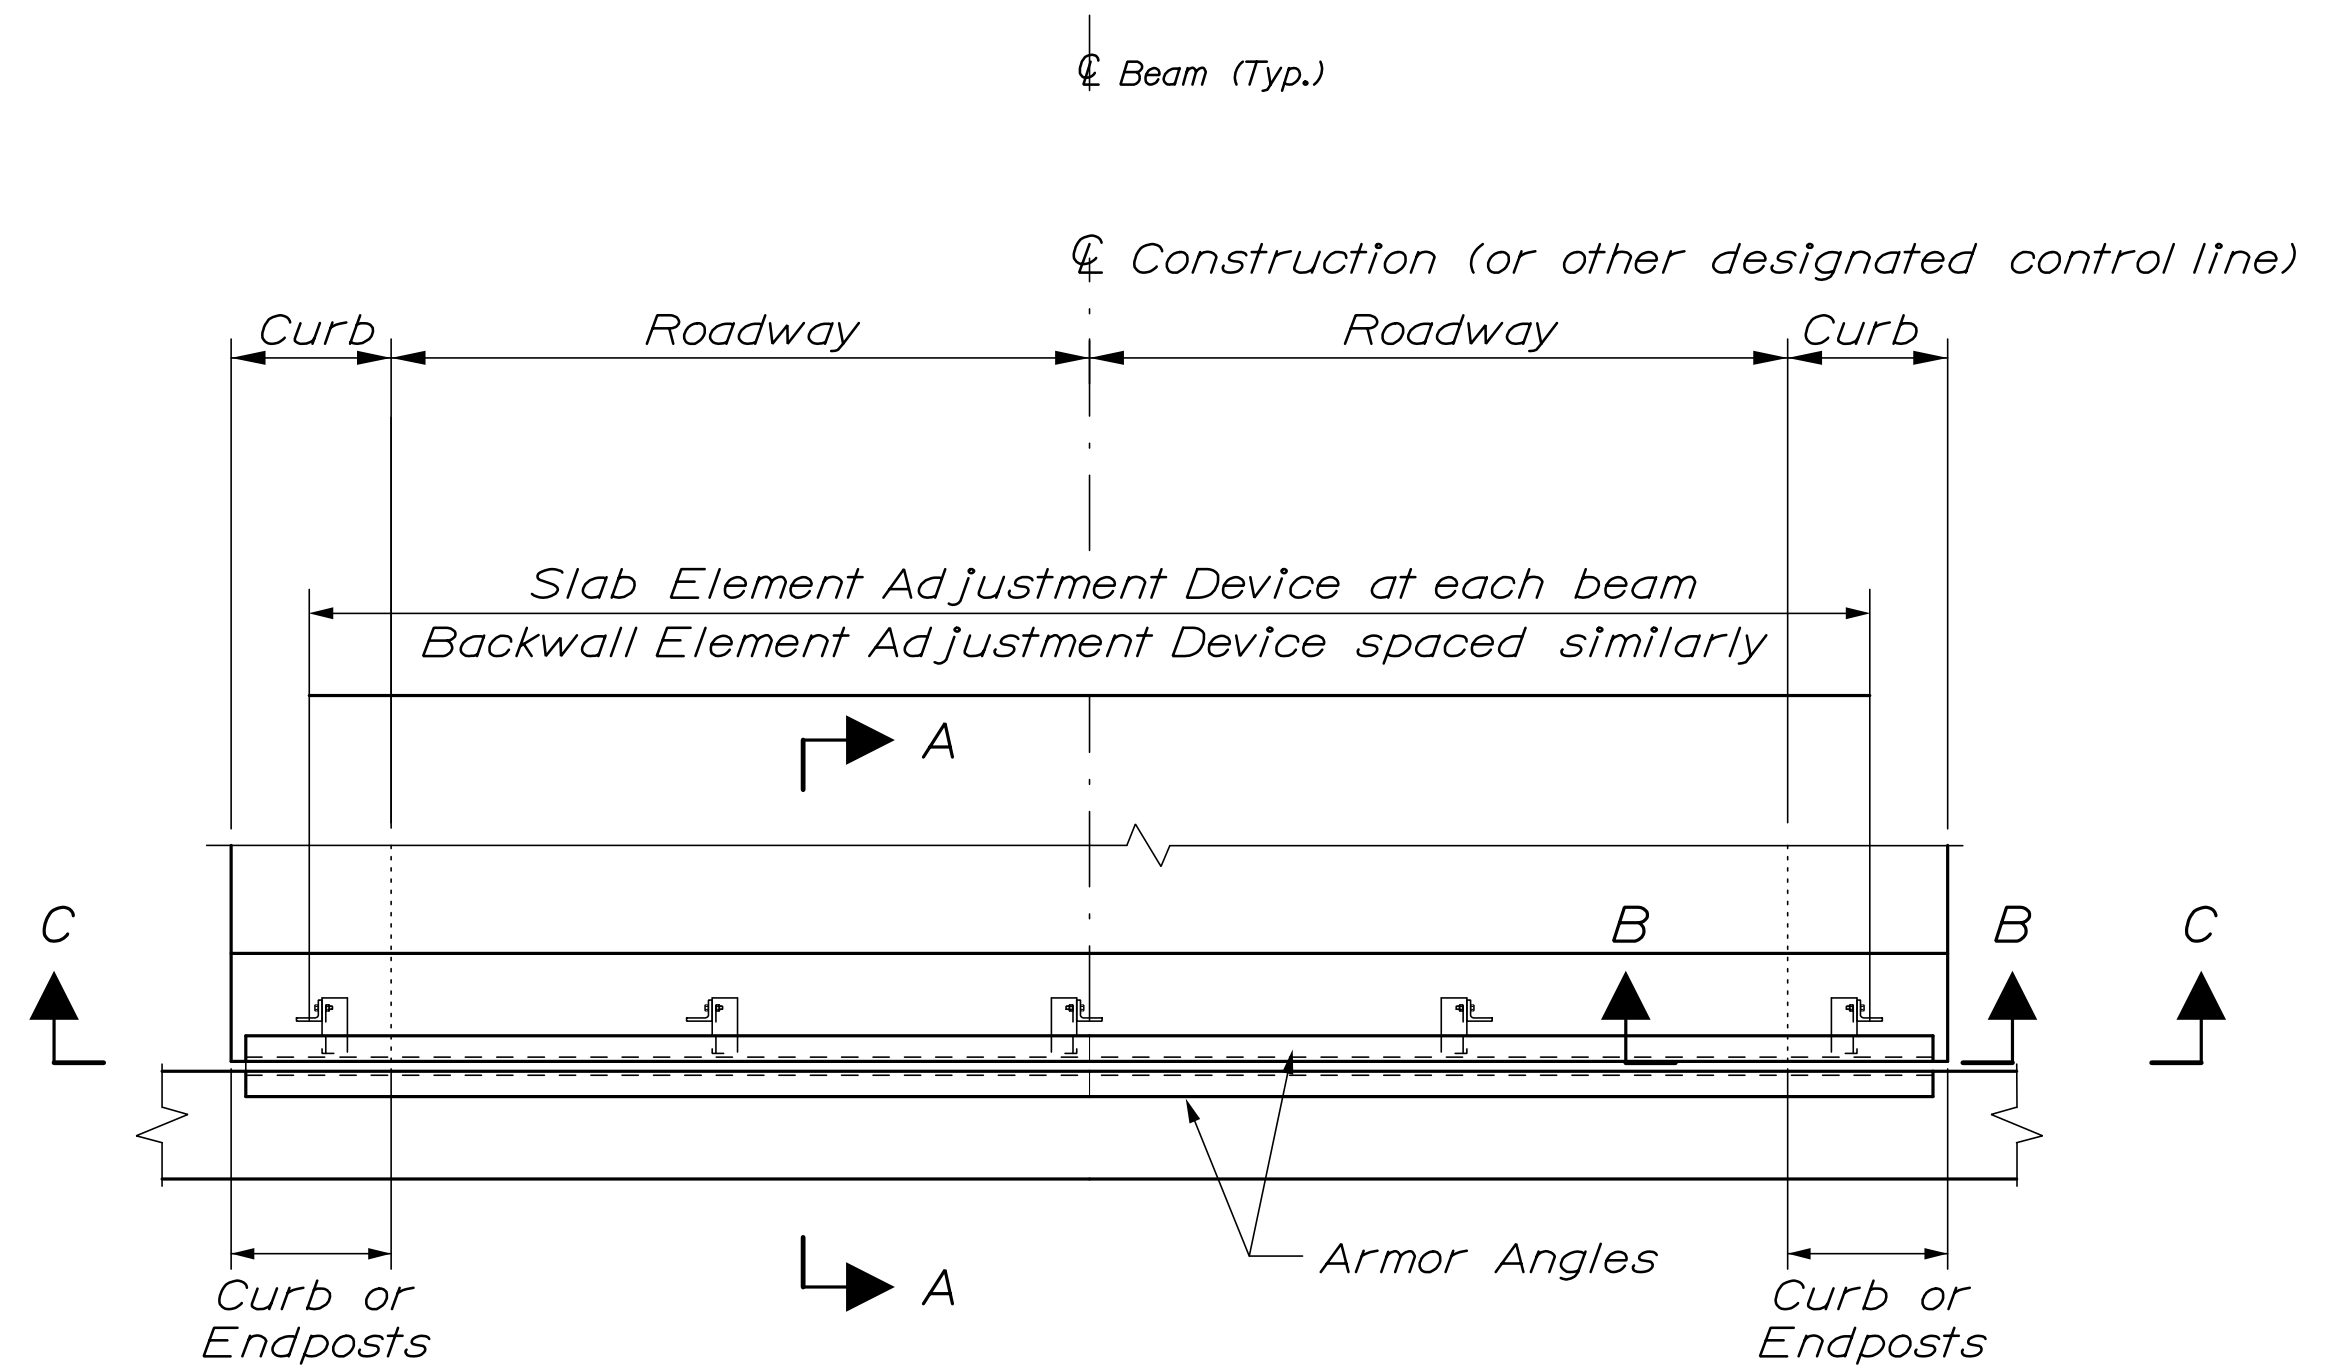 ℄ Beam (Typ.)
℄ Construction (or other designated control line)
Curb Roadway Roadway Curb
Slab Element Adjustment Device at each beam
Backwall Element Adjustment Device spaced similarly
A
C B B C
Armor Angles
A
Curb or
Endposts
Curb or
Endposts